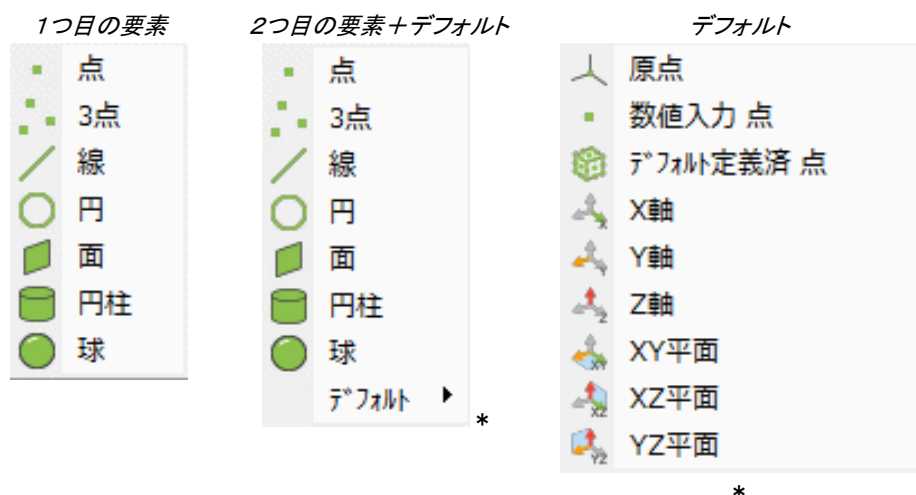 1つ目の要素
点
3点
線
円
面
円柱
球
2つ目の要素＋デフォルト
点
3点
線
円
面
円柱
球
ﾃﾞﾌｫﾙﾄ
*
デフォルト
原点
数値入力 点
ﾃﾞﾌｫﾙﾄ定義済 点
X軸
Y軸
Z軸
XY平面
XZ平面
YZ平面
*